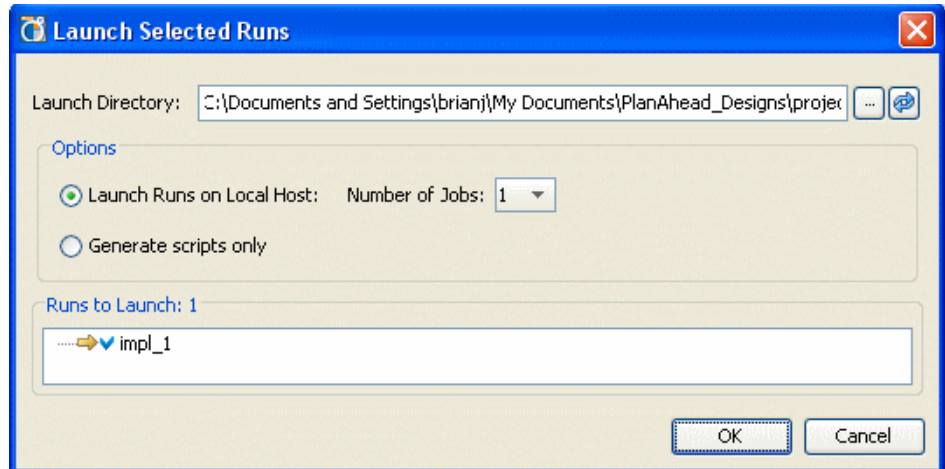 Launch Selected Runs
Launch Directory: C:\Documents and Settings\brianj\My Documents\PlanAhead_Designs\projec ...
Options
Launch Runs on Local Host: Number of Jobs: 1
Generate scripts only
Runs to Launch: 1
impl_1
OK Cancel